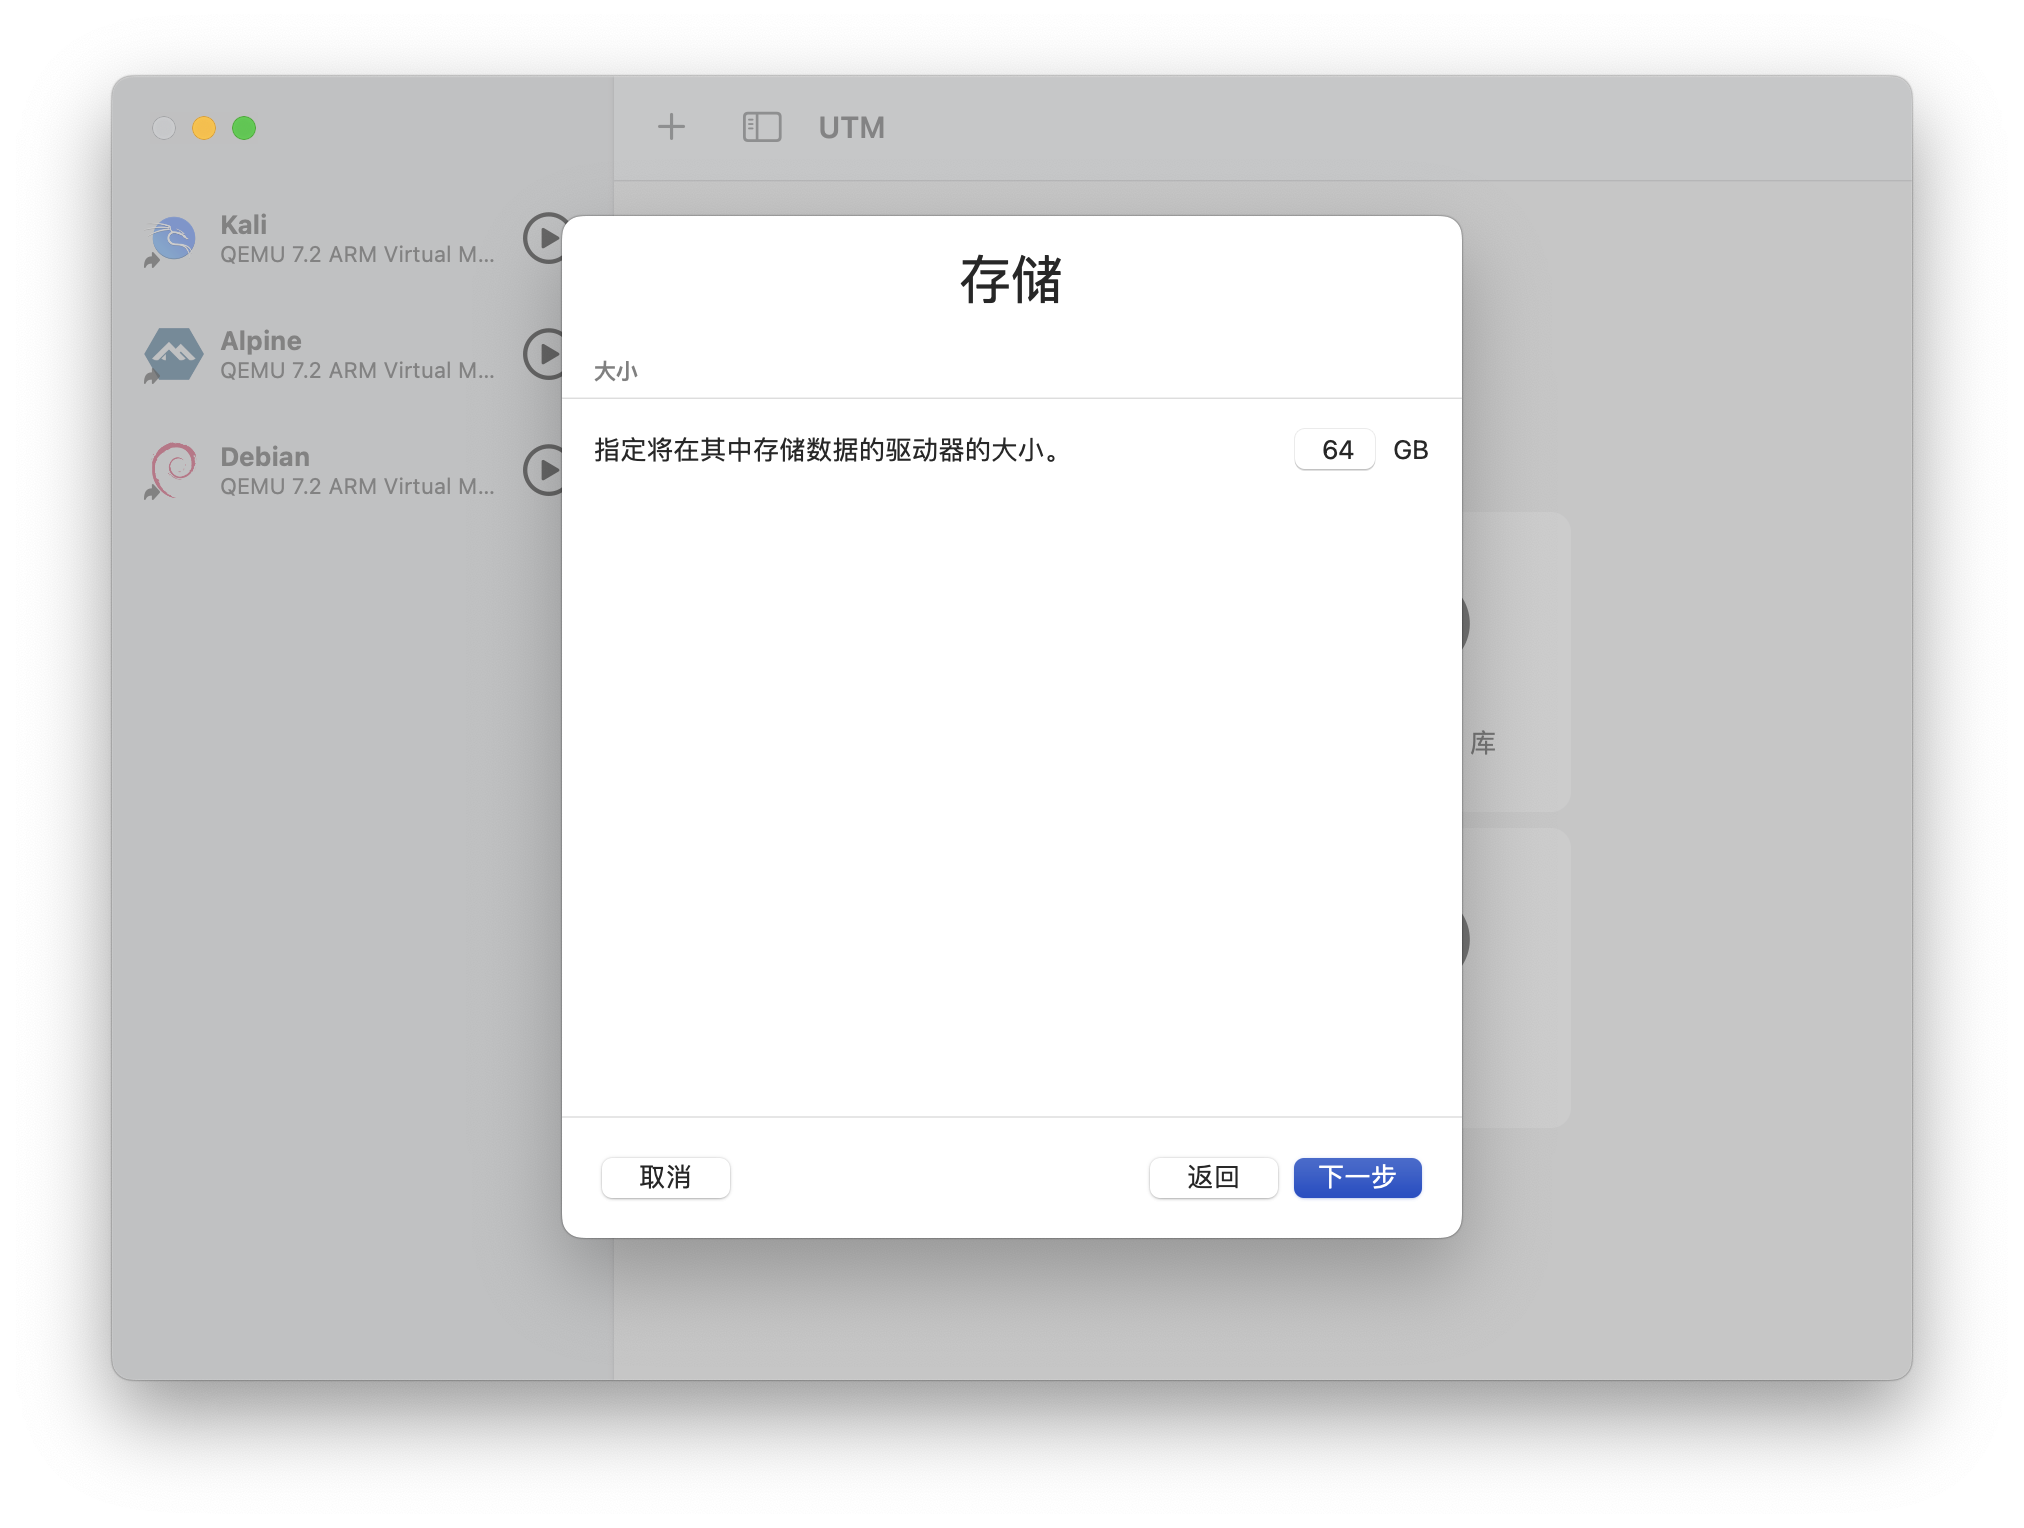 UTM
Kali
QEMU 7.2 ARM Virtual M...
Alpine
QEMU 7.2 ARM Virtual M...
Debian
QEMU 7.2 ARM Virtual M...
存储
大小
指定将在其中存储数据的驱动器的大小。 64 GB
库
取消 返回 下一步